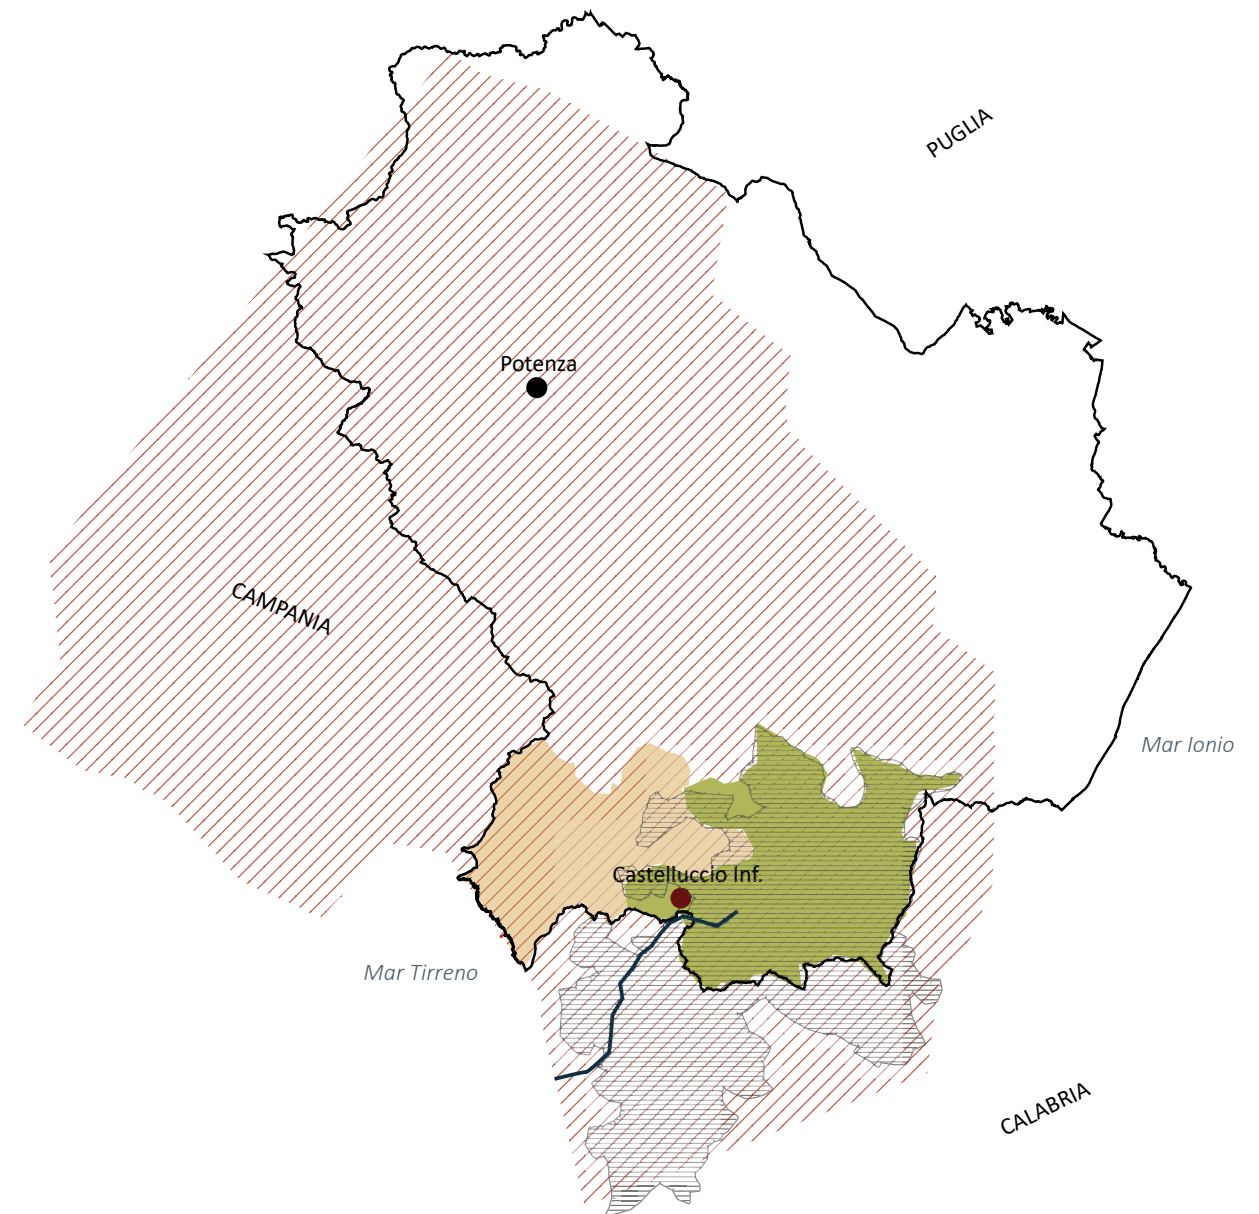 PUGLIA
Potenza
CAMPANIA
Mar Ionio
Castelluccio Inf.
Mar Tirreno
CALABRIA